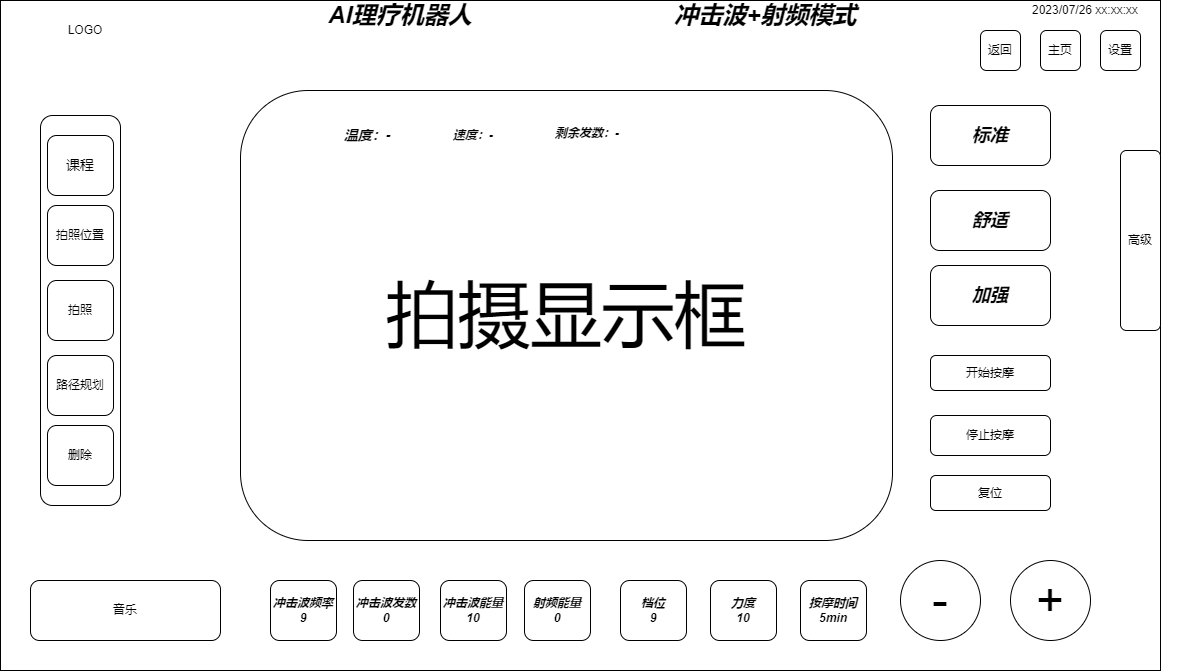 LOGO
AI理疗机器人
冲击波+射频模式
2023/07/26 xx:xx:xx
返回
主页
设置
课程
拍照位置
拍照
路径规划
删除
温度：-
速度：-
剩余发数：-
拍摄显示框
标准
舒适
加强
高级
开始按摩
停止按摩
复位
音乐
冲击波频率
9
冲击波发数
0
冲击波能量
10
射频能量
0
档位
9
力度
10
按摩时间
5min
-
+